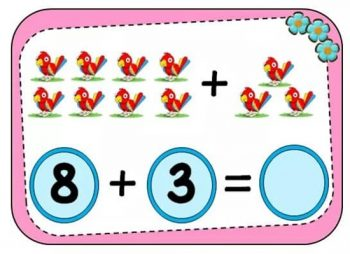 +
8 + 3 =